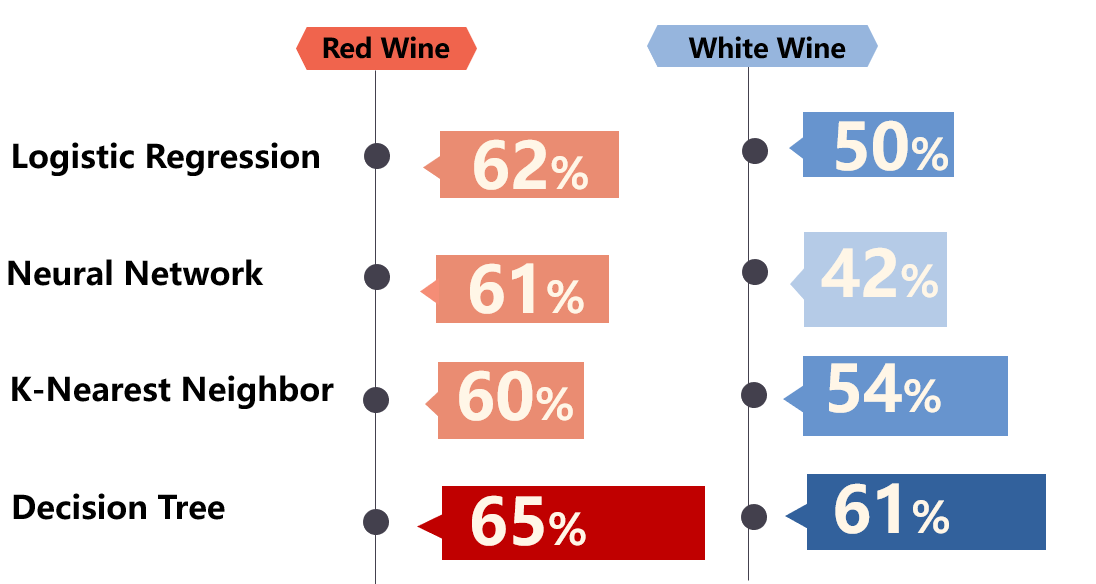 Red Wine White Wine
Logistic Regression 62% 50%
Neural Network 61% 42%
K-Nearest Neighbor 60% 54%
Decision Tree 65% 61%